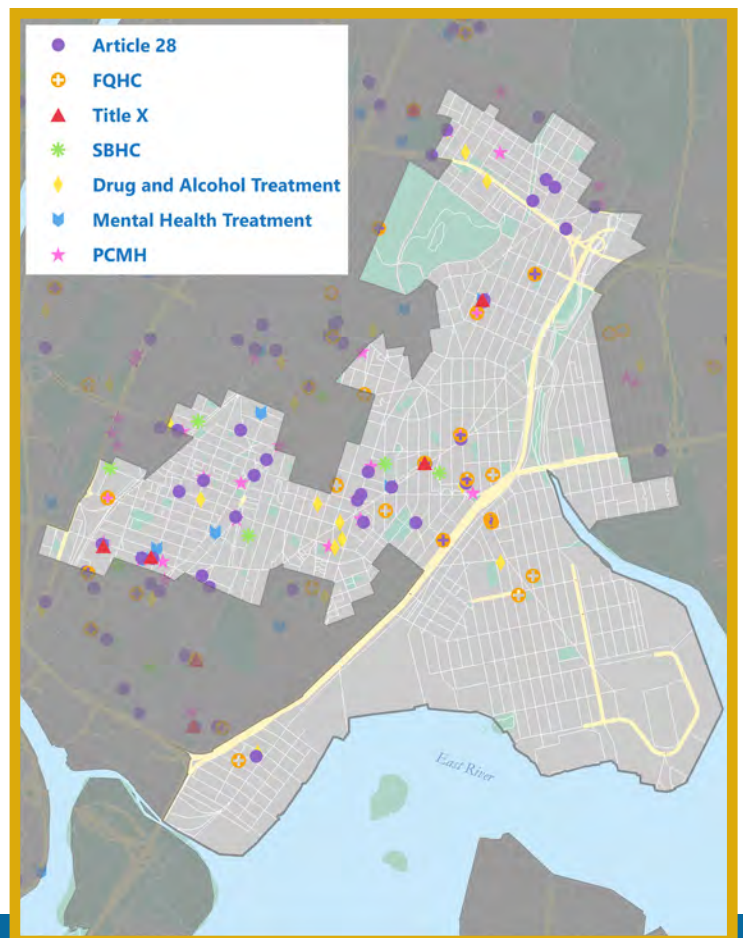 Article 28
FQHC
Title X
SBHC
Drug and Alcohol Treatment
Mental Health Treatment
PCMH
East River